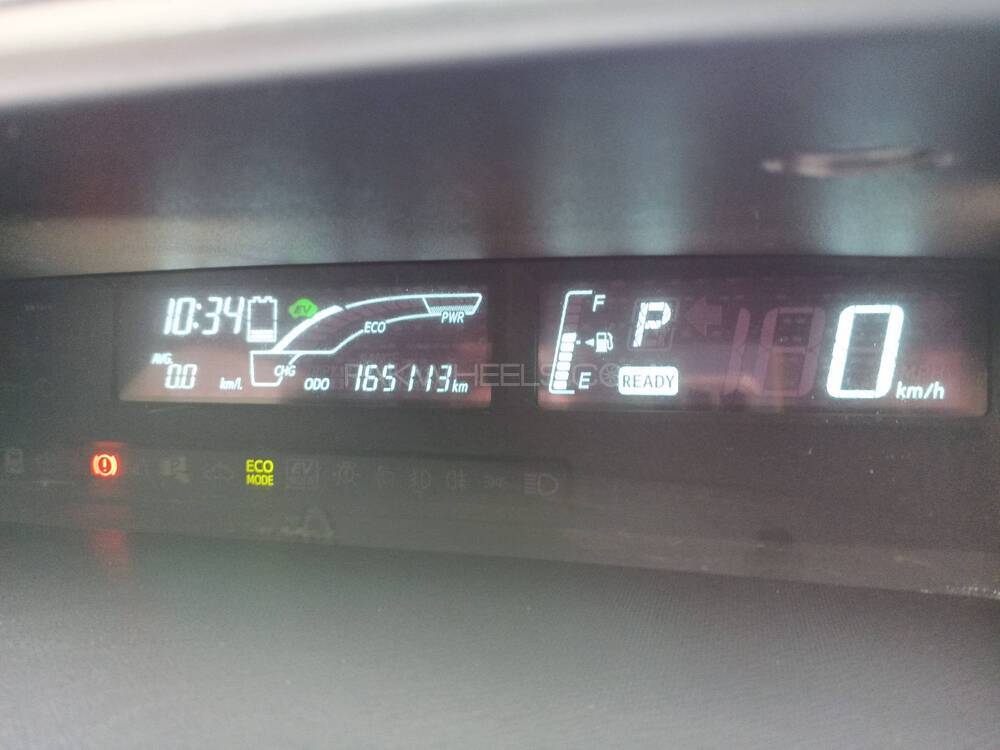 10:34 EV ECO PWR
AVG. 0.0 km/L CHG ODO 165113 km
F
E
P
READY
0 km/h
ECO
MODE